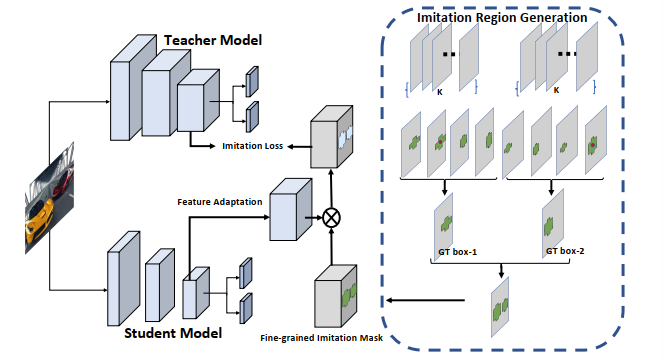 Imitation Region Generation
Teacher Model
K
K
Imitation Loss
Feature Adaptation
GT box-1
GT box-2
Student Model
Fine-grained Imitation Mask